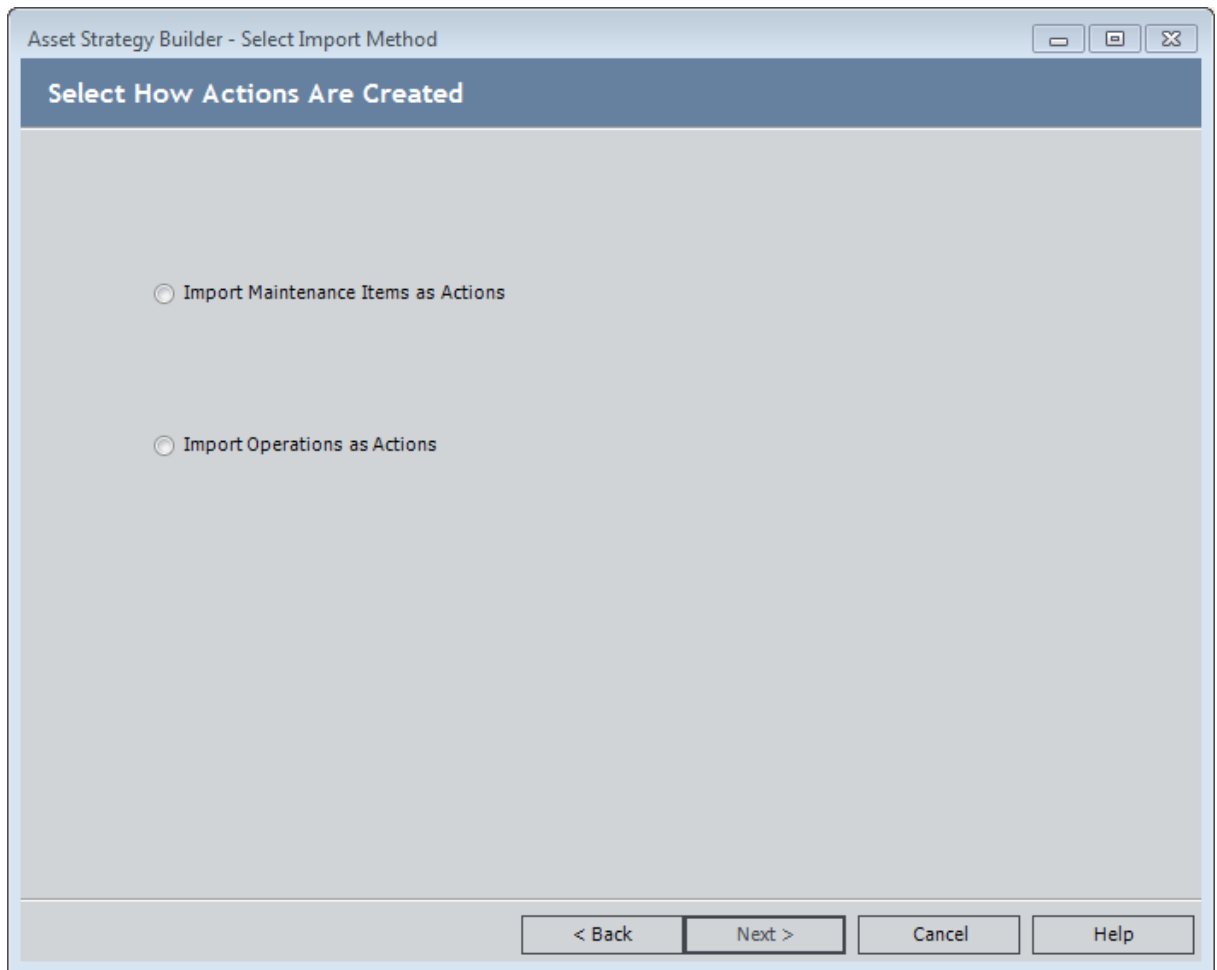 Asset Strategy Builder - Select Import Method
Select How Actions Are Created
Import Maintenance Items as Actions
Import Operations as Actions
< Back Next > Cancel Help